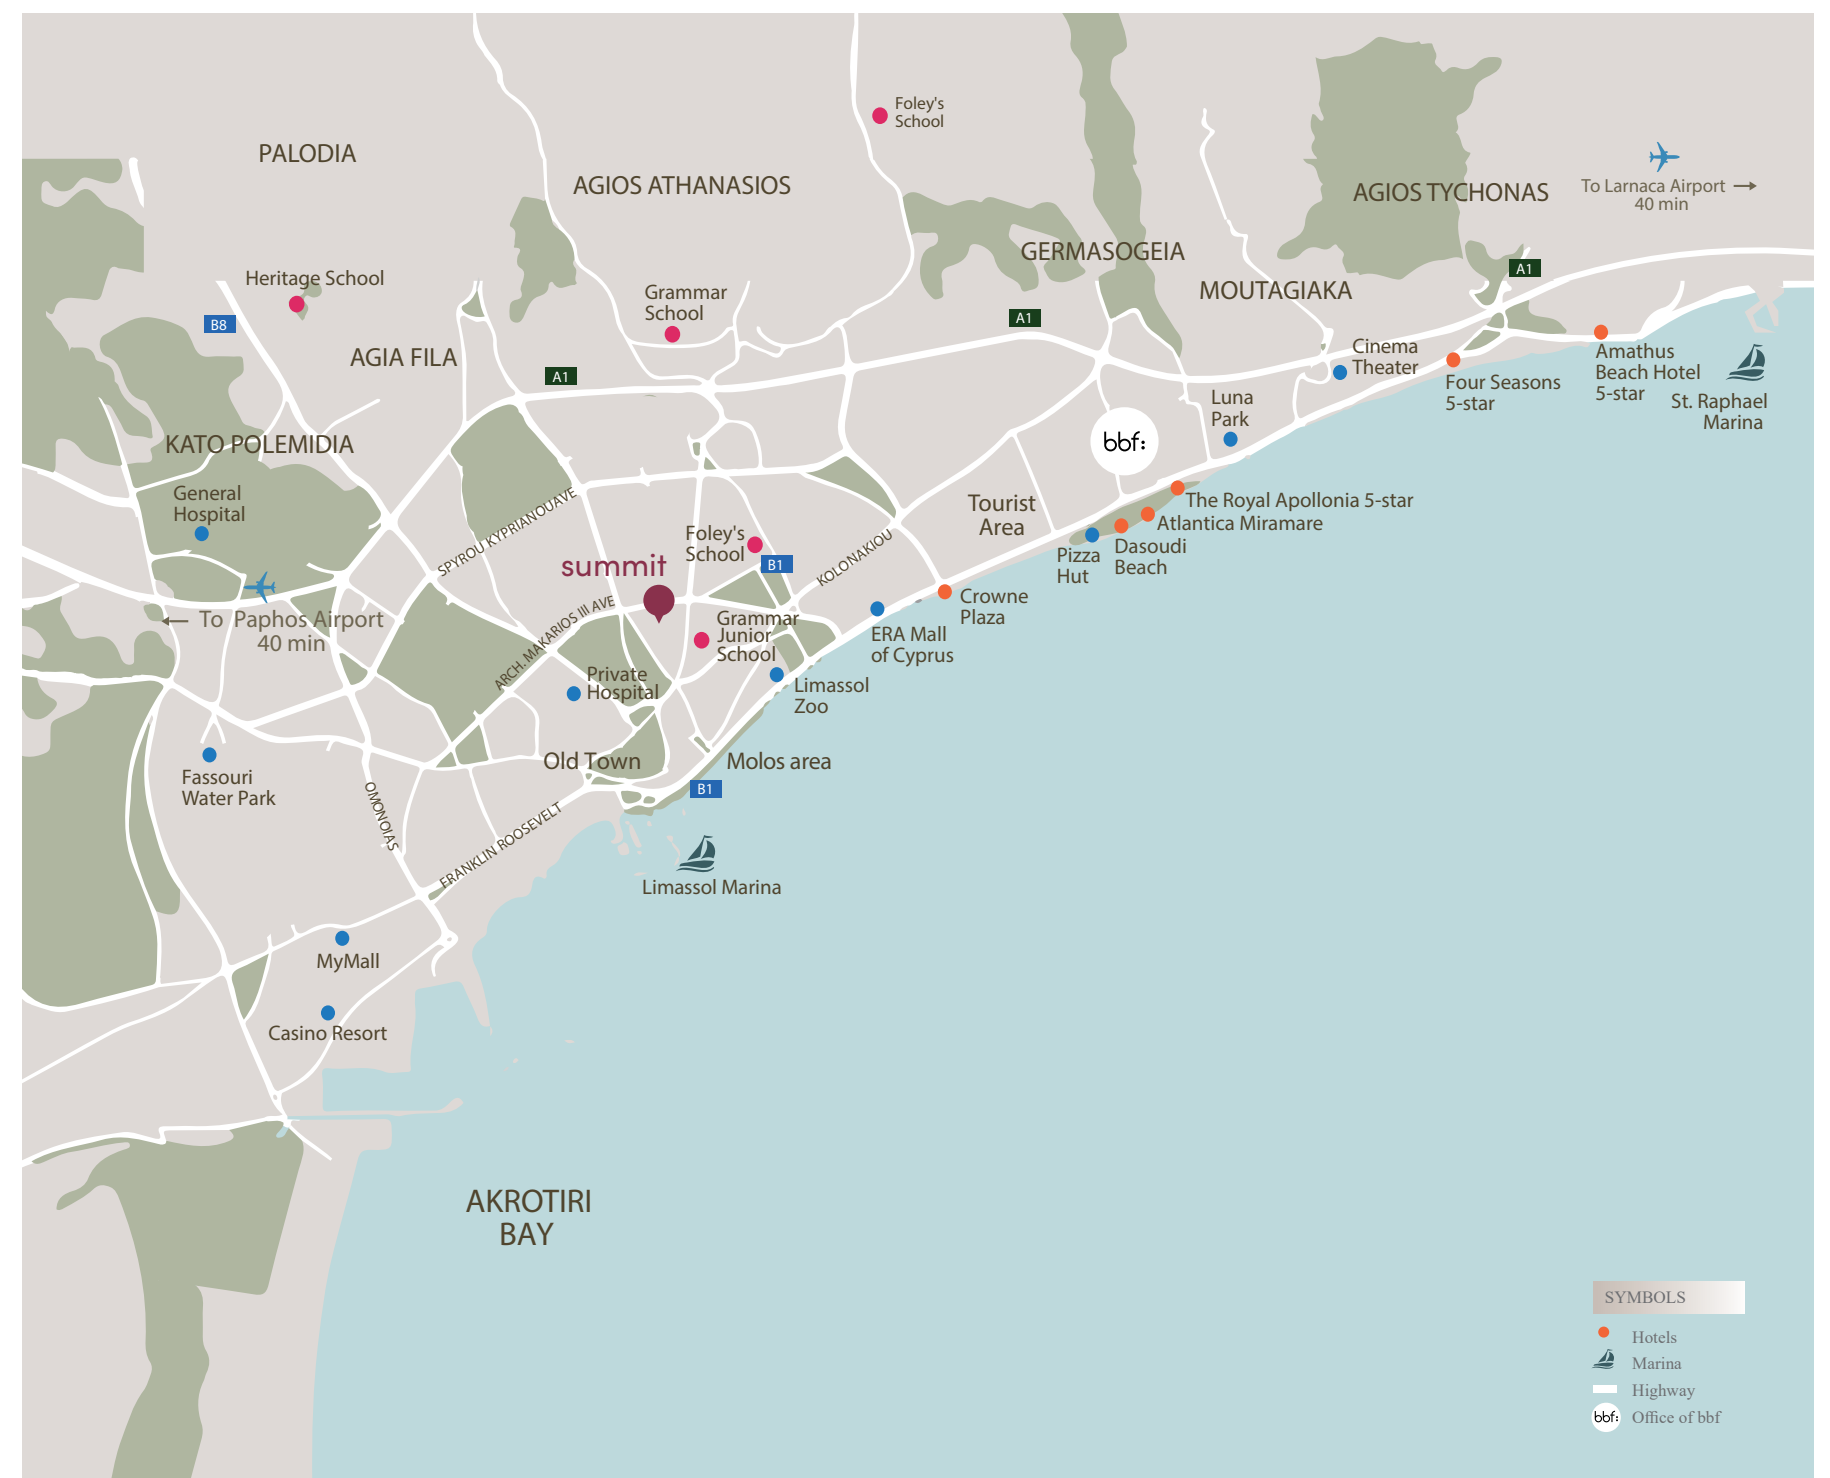 Foley's
School
PALODIA
AGIOS ATHANASIOS
AGIOS TYCHONAS
To Larnaca Airport →
40 min
GERMASOGEIA
A1
MOUTAGIAKA
Heritage School
Grammar
School
B8
A1
AGIA FILA
A1
Cinema
Theater
Amathus
Beach Hotel
5-star
Four Seasons
5-star
St. Raphael
Marina
Luna
Park
KATO POLEMIDIA
bbf:
General
Hospital
SPYROU KYPRIANOUAVE
Tourist
Area
The Royal Apollonia 5-star
Atlantica Miramare
Dasoudi
Beach
Pizza
Hut
Foley's
School
B1
KOLONAKIOU
summit
ARCH. MAKARIOS III AVE
Crowne
Plaza
← To Paphos Airport
40 min
Grammar
Junior
School
ERA Mall
of Cyprus
Private
Hospital
Limassol
Zoo
Old Town
Molos area
Fassouri
Water Park
B1
OMONOIAS
FRANKLIN ROOSEVELT
Limassol Marina
MyMall
Casino Resort
AKROTIRI
BAY
SYMBOLS
Hotels
Marina
Highway
bbf: Office of bbf